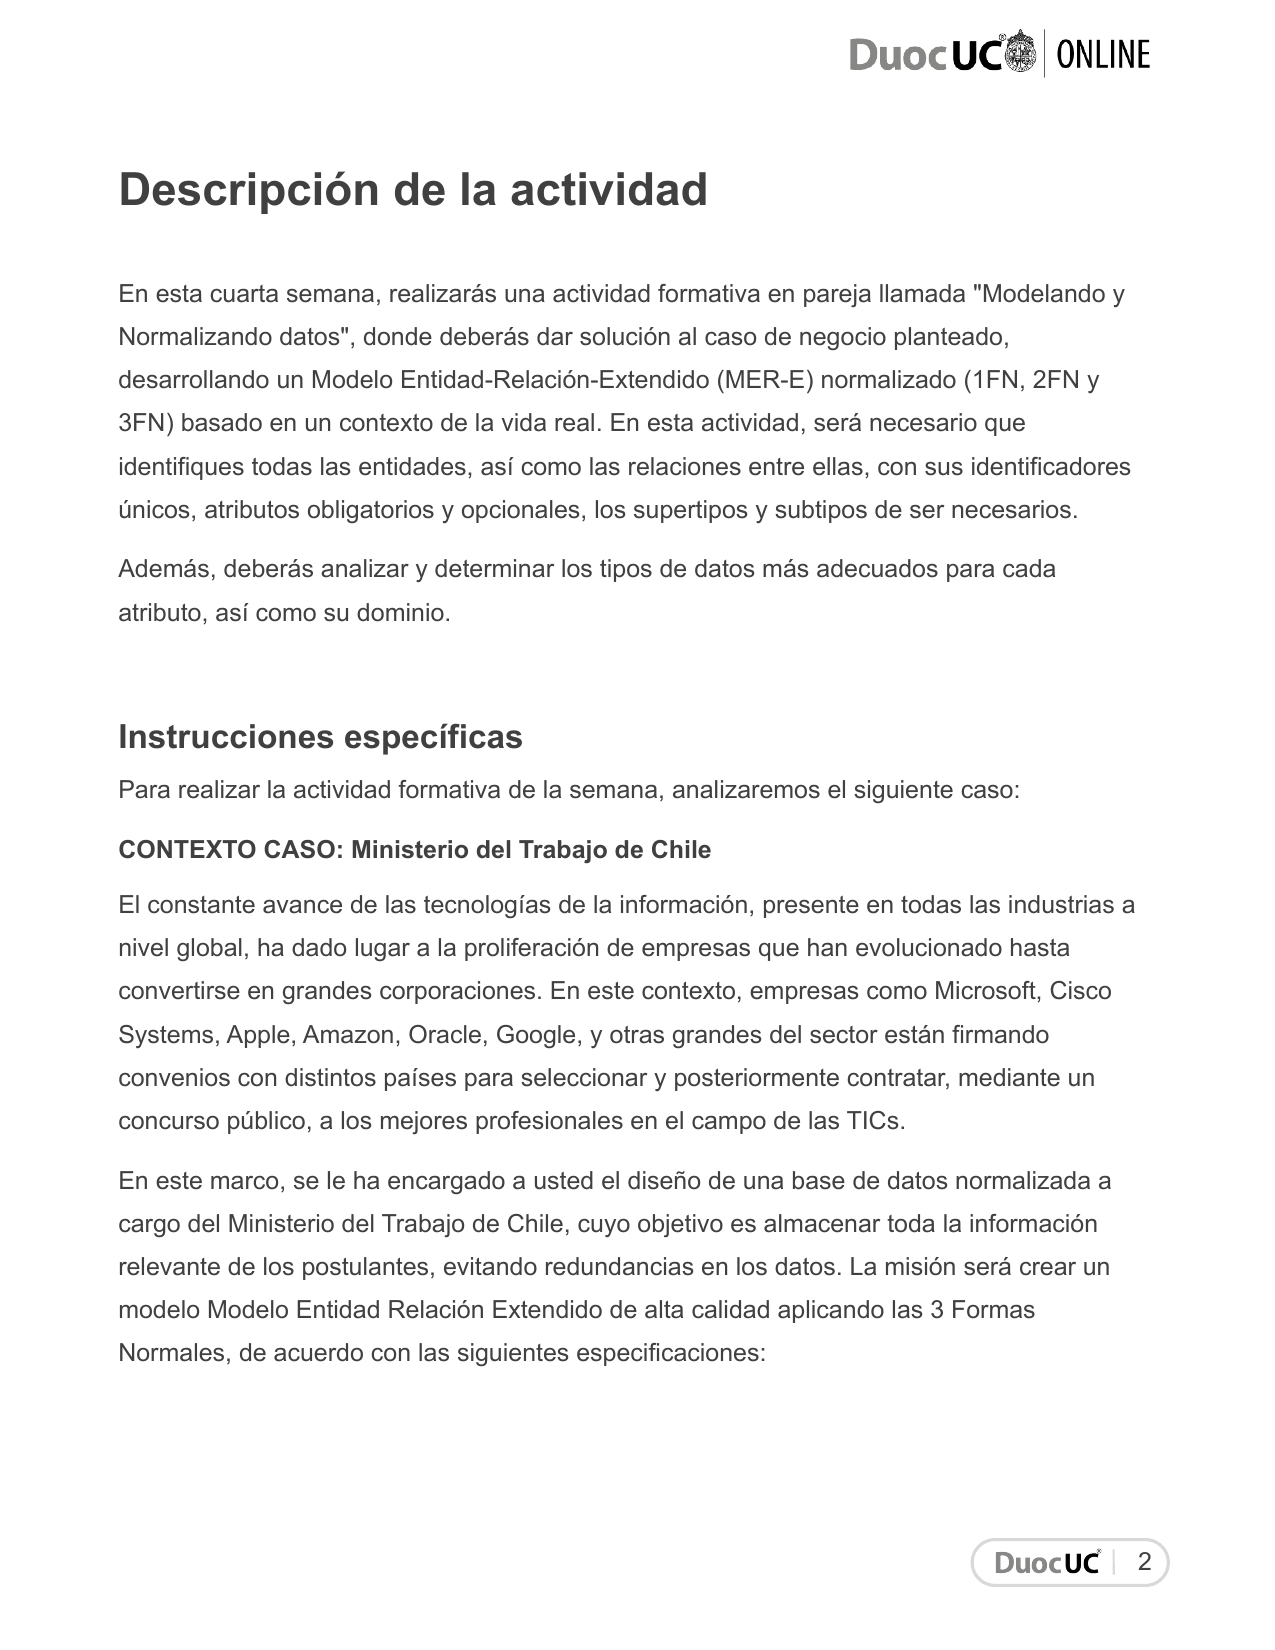 DuocUC® ONLINE
Descripción de la actividad
En esta cuarta semana, realizarás una actividad formativa en pareja llamada "Modelando y
Normalizando datos", donde deberás dar solución al caso de negocio planteado,
desarrollando un Modelo Entidad-Relación-Extendido (MER-E) normalizado (1FN, 2FN y
3FN) basado en un contexto de la vida real. En esta actividad, será necesario que
identifiques todas las entidades, así como las relaciones entre ellas, con sus identificadores
únicos, atributos obligatorios y opcionales, los supertipos y subtipos de ser necesarios.
Además, deberás analizar y determinar los tipos de datos más adecuados para cada
atributo, así como su dominio.
Instrucciones específicas
Para realizar la actividad formativa de la semana, analizaremos el siguiente caso:
CONTEXTO CASO: Ministerio del Trabajo de Chile
El constante avance de las tecnologías de la información, presente en todas las industrias a
nivel global, ha dado lugar a la proliferación de empresas que han evolucionado hasta
convertirse en grandes corporaciones. En este contexto, empresas como Microsoft, Cisco
Systems, Apple, Amazon, Oracle, Google, y otras grandes del sector están firmando
convenios con distintos países para seleccionar y posteriormente contratar, mediante un
concurso público, a los mejores profesionales en el campo de las TICs.
En este marco, se le ha encargado a usted el diseño de una base de datos normalizada a
cargo del Ministerio del Trabajo de Chile, cuyo objetivo es almacenar toda la información
relevante de los postulantes, evitando redundancias en los datos. La misión será crear un
modelo Modelo Entidad Relación Extendido de alta calidad aplicando las 3 Formas
Normales, de acuerdo con las siguientes especificaciones:
DuocUC® 2